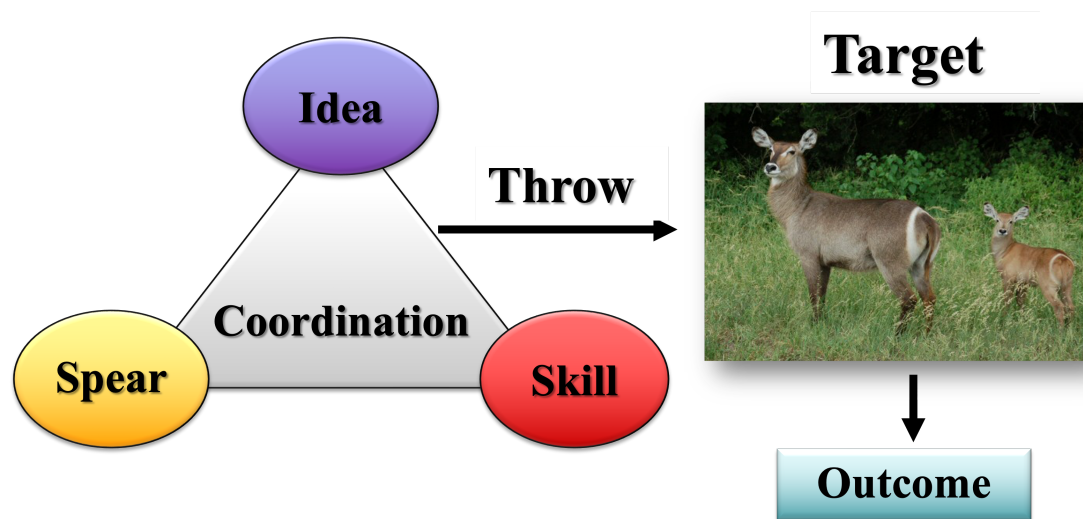 Target
Idea
Throw
Coordination
Spear
Skill
Outcome